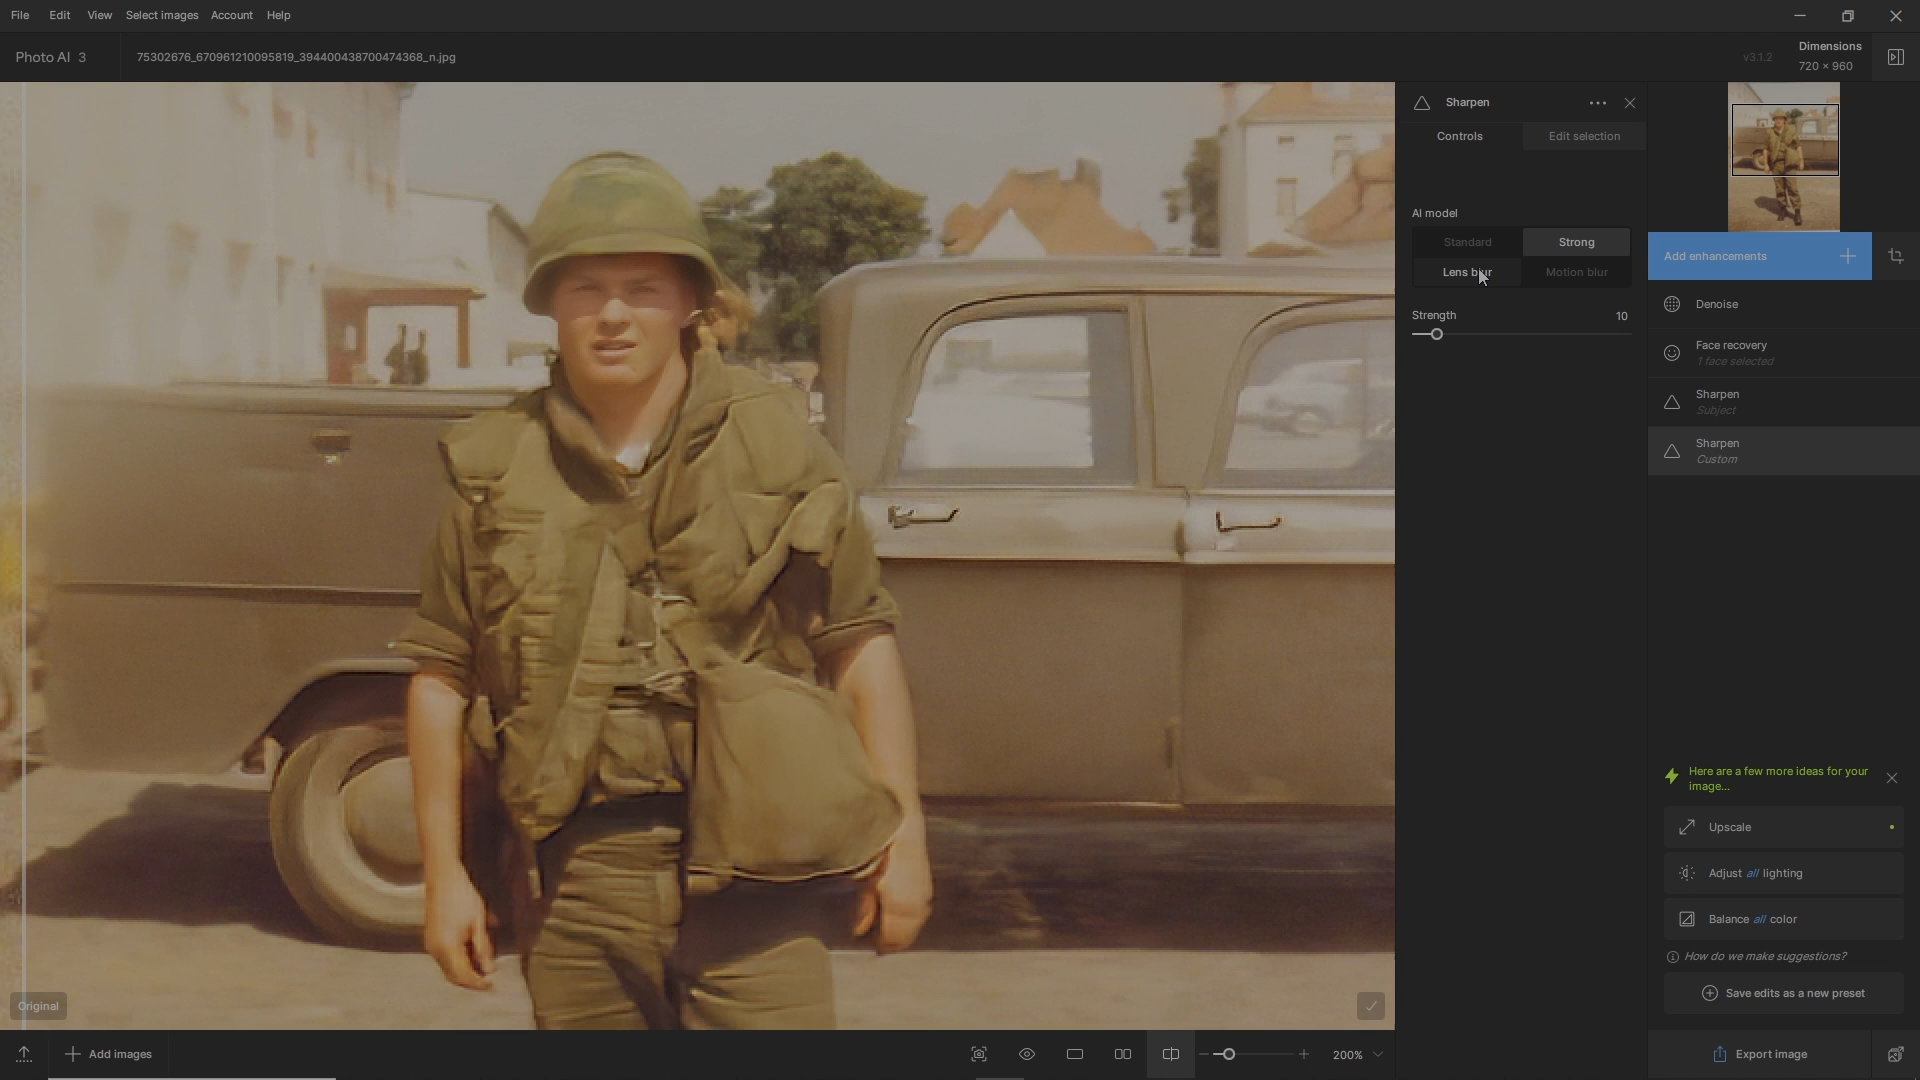 File Edit View Select images Account Help
Photo AI 3 75302676_670961210095819_394400438700474368_n.jpg v3.1.2 Dimensions
720 × 960
Sharpen
Controls Edit selection
AI model
Standard Strong
Lens blur Motion blur
Strength 10
Add enhancements
Denoise
Face recovery
1 face selected
Sharpen
Subject
Sharpen
Custom
Here are a few more ideas for your
image...
Upscale
Adjust all lighting
Balance all color
How do we make suggestions?
Save edits as a new preset
Original
Add images 200% Export image